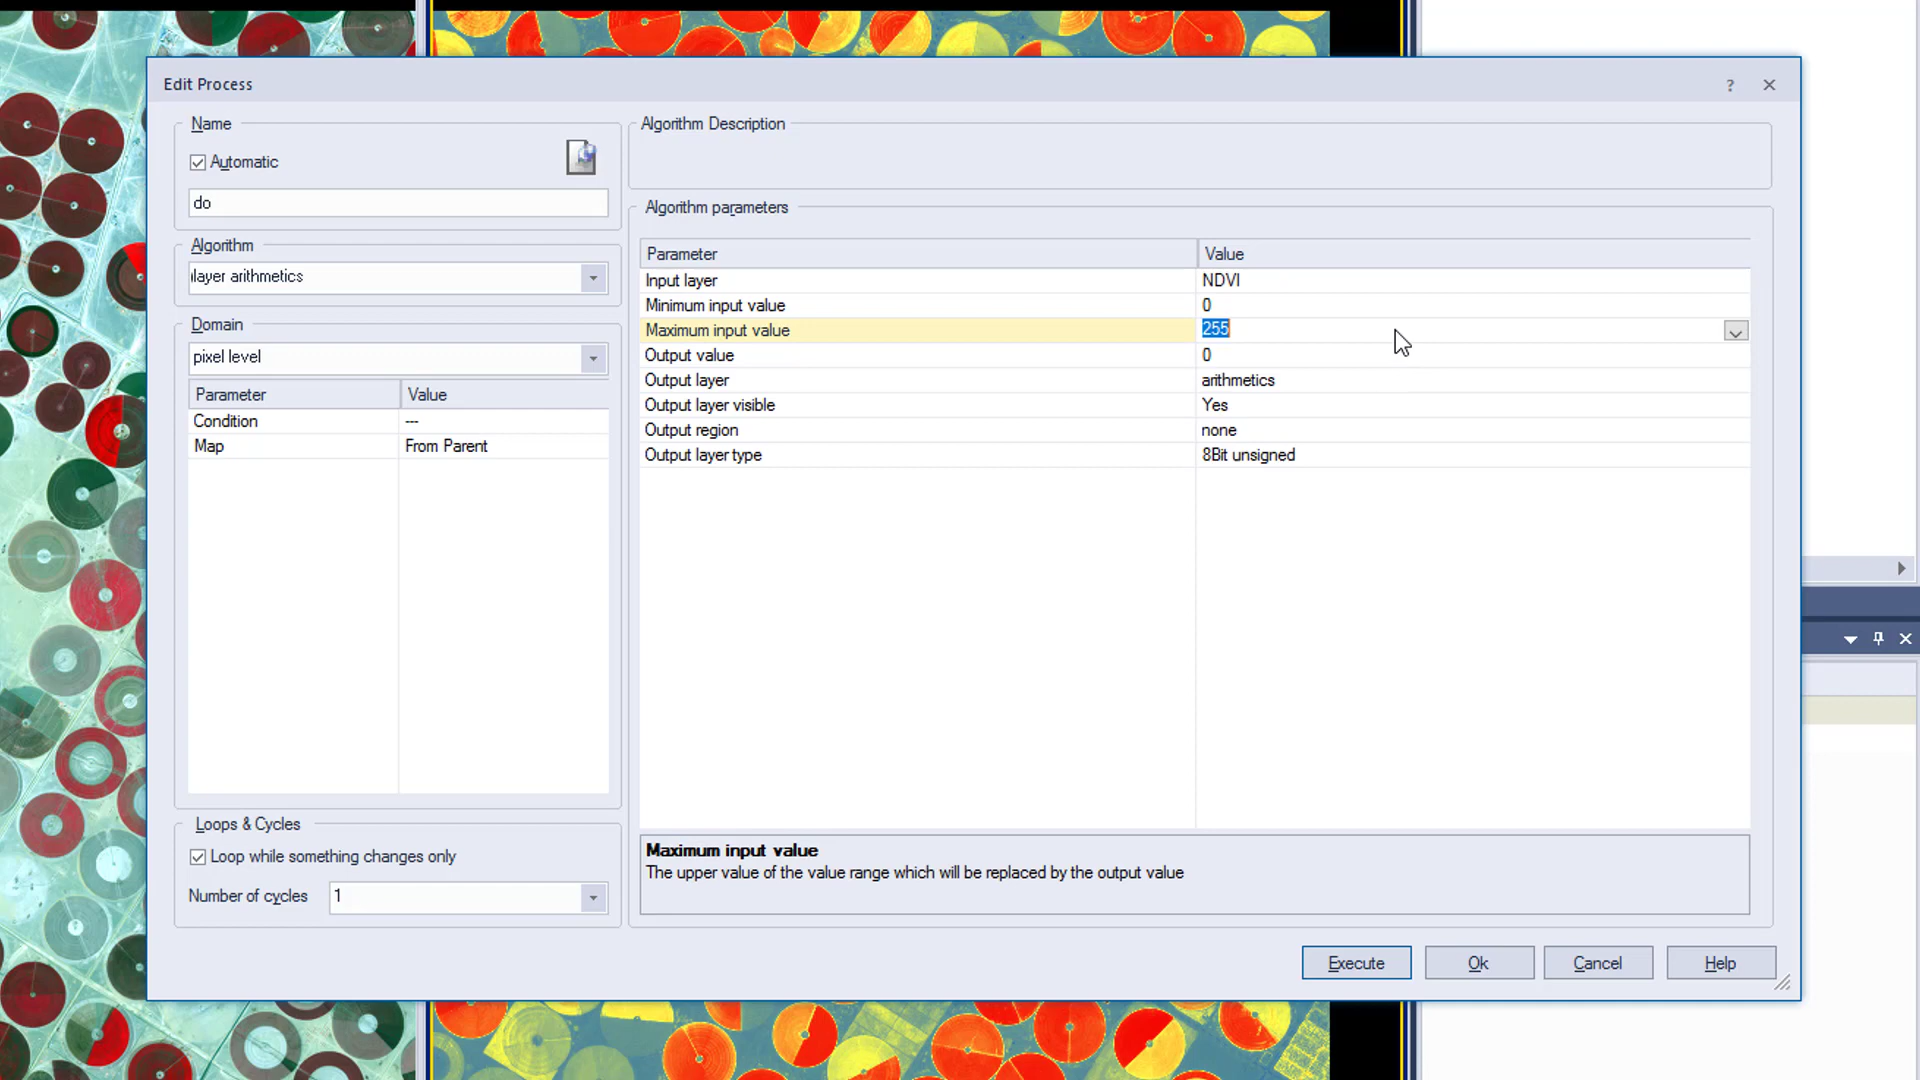 Edit Process
?
Name
Automatic
do
Algorithm
layer arithmetics
Domain
pixel level
Parameter Value
Condition ---
Map From Parent
Loops & Cycles
Loop while something changes only
Number of cycles 1
Algorithm Description
Algorithm parameters
Parameter Value
Input layer NDVI
Minimum input value 0
Maximum input value 255
Output value 0
Output layer arithmetics
Output layer visible Yes
Output region none
Output layer type 8Bit unsigned
Maximum input value
The upper value of the value range which will be replaced by the output value
Execute Ok Cancel Help